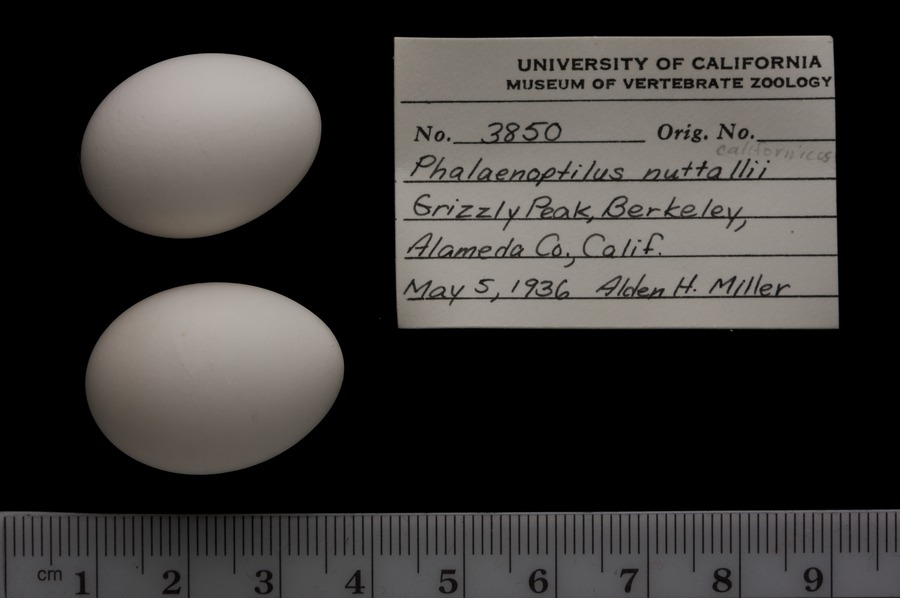 UNIVERSITY OF CALIFORNIA
MUSEUM OF VERTEBRATE ZOOLOGY
No. 3850 Orig. No.
californicus
Phalaenoptilus nuttallii
Grizzly Peak, Berkeley,
Alameda Co., Calif.
May 5, 1936 Alden H. Miller
cm 1 2 3 4 5 6 7 8 9